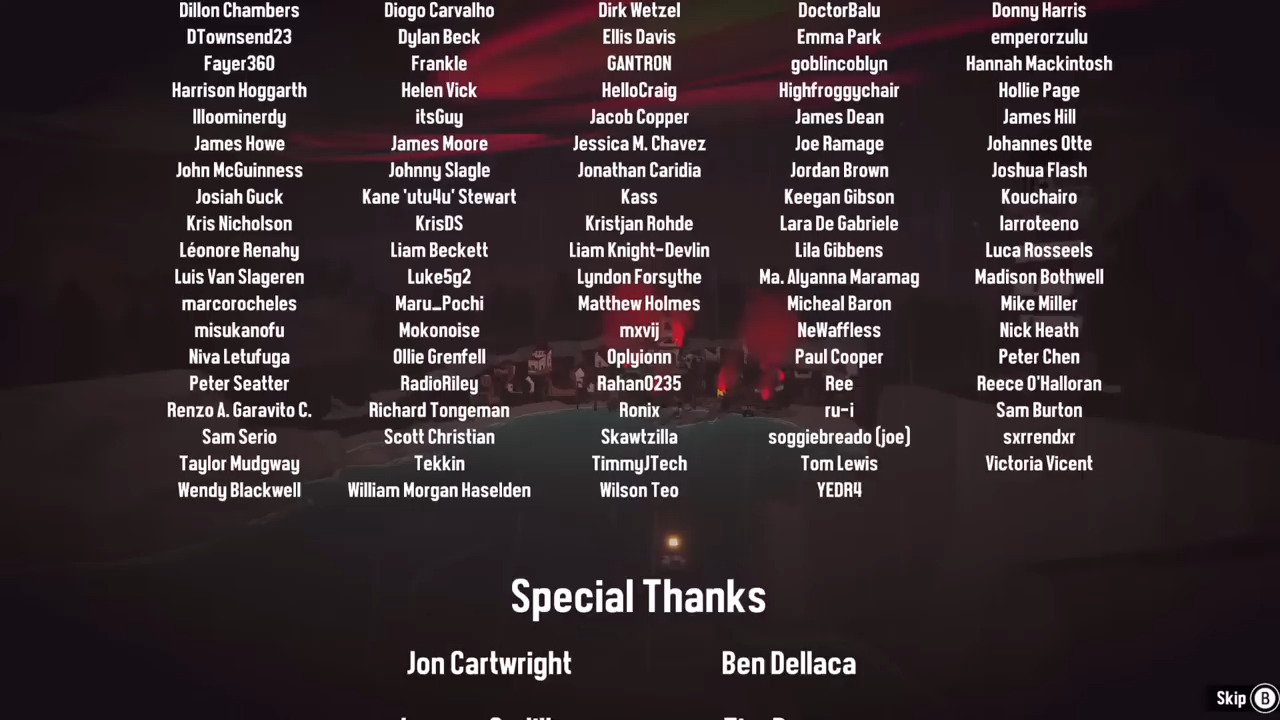 Dillon Chambers Diogo Carvalho Dirk Wetzel DoctorBalu Donny Harris
DTownsend23 Dylan Beck Ellis Davis Emma Park emperorzulu
Fayer360 Frankle GANTRON goblincoblyn Hannah Mackintosh
Harrison Hoggarth Helen Vick HelloCraig Highfroggychair Hollie Page
Illoominerdy itsGuy Jacob Copper James Dean James Hill
James Howe James Moore Jessica M. Chavez Joe Ramage Johannes Otte
John McGuinness Johnny Slagle Jonathan Caridia Jordan Brown Joshua Flash
Josiah Guck Kane 'utu4u' Stewart Kass Keegan Gibson Kouchairo
Kris Nicholson KrisDS Kristjan Rohde Lara De Gabriele larroteeno
Léonore Renahy Liam Beckett Liam Knight-Devlin Lila Gibbens Luca Rosseels
Luis Van Slageren Luke5g2 Lyndon Forsythe Ma. Alyanna Maramag Madison Bothwell
marcorocheles Maru_Pochi Matthew Holmes Micheal Baron Mike Miller
misukanofu Mokonoise mxvij NeWaffless Nick Heath
Niva Letufuga Ollie Grenfell Oplyionn Paul Cooper Peter Chen
Peter Seatter RadioRiley Rahan0235 Ree Reece O'Halloran
Renzo A. Garavito C. Richard Tongeman Ronix ru-i Sam Burton
Sam Serio Scott Christian Skawtzilla soggiebreado (joe) sxrrendxr
Taylor Mudgway Tekkin TimmyJTech Tom Lewis Victoria Vicent
Wendy Blackwell William Morgan Haselden Wilson Teo YEDR4
Special Thanks
Jon Cartwright Ben Dellaca
Skip B